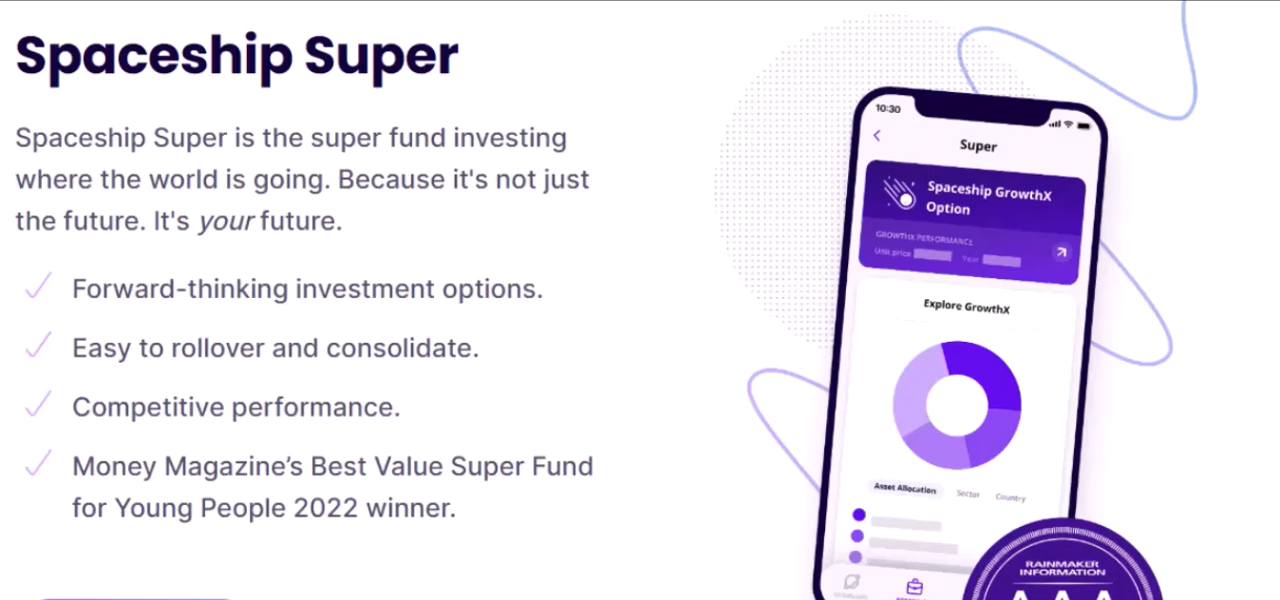 Spaceship Super
Spaceship Super is the super fund investing
where the world is going. Because it's not just
the future. It's your future.
Forward-thinking investment options.
Easy to rollover and consolidate.
Competitive performance.
Money Magazine’s Best Value Super Fund
for Young People 2022 winner.
10:30
Super
Spaceship GrowthX
Option
GROWTHX PERFORMANCE
Unit price Year
Explore GrowthX
Asset Allocation Sector Country
RAINMAKER
INFORMATION
AAA